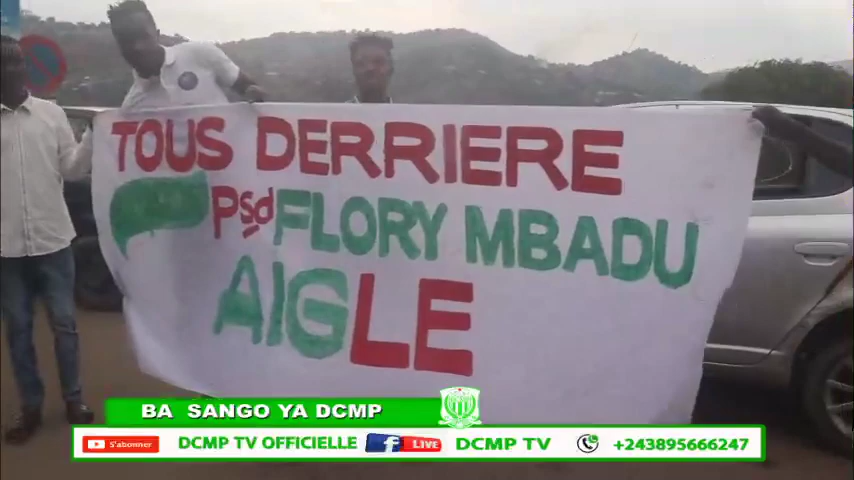 TOUS DERRIERE
Psd FLORY MBADU
AIGLE
BA SANGO YA DCMP
S'abonner DCMP TV OFFICIELLE f LIVE DCMP TV +243895666247